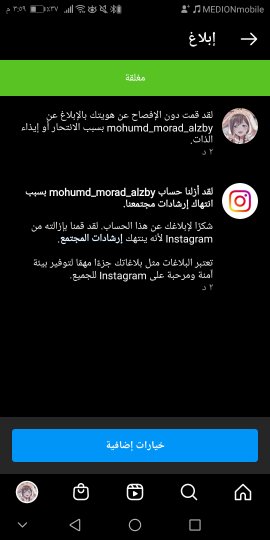 ٣:٥٩ م
٪٣٧
MEDIONmobile
إبلاغ
مغلقة
لقد قمت دون الإفصاح عن هويتك بالإبلاغ عن
mohumd_morad_alzby بسبب الانتحار أو إيذاء
الذات.
٢ د
لقد أزلنا حساب mohumd_morad_alzby بسبب
انتهاك إرشادات مجتمعنا.
شكرًا لإبلاغك عن هذا الحساب. لقد قمنا بإزالته من
Instagram لأنه ينتهك إرشادات المجتمع.
تعتبر البلاغات مثل بلاغاتك جزءًا مهمًا لتوفير بيئة
آمنة ومرحبة على Instagram للجميع.
٢ د
خيارات إضافية